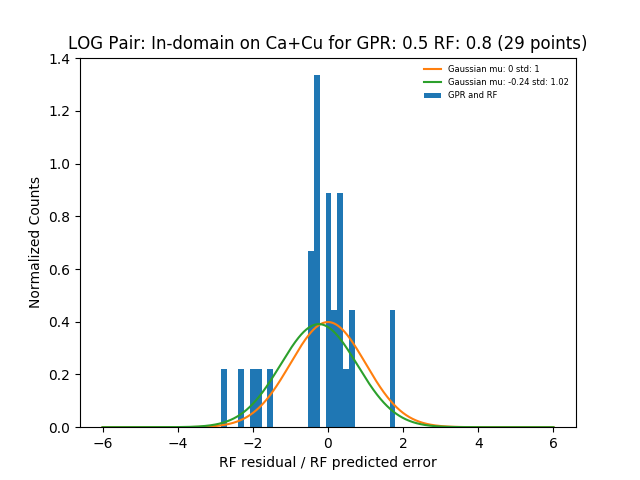 LOG Pair: In-domain on Ca+Cu for GPR: 0.5 RF: 0.8 (29 points)
Gaussian mu: 0 std: 1
Gaussian mu: -0.24 std: 1.02
GPR and RF
Normalized Counts
1.4
1.2
1.0
0.8
0.6
0.4
0.2
0.0
−6 −4 −2 0 2 4 6
RF residual / RF predicted error